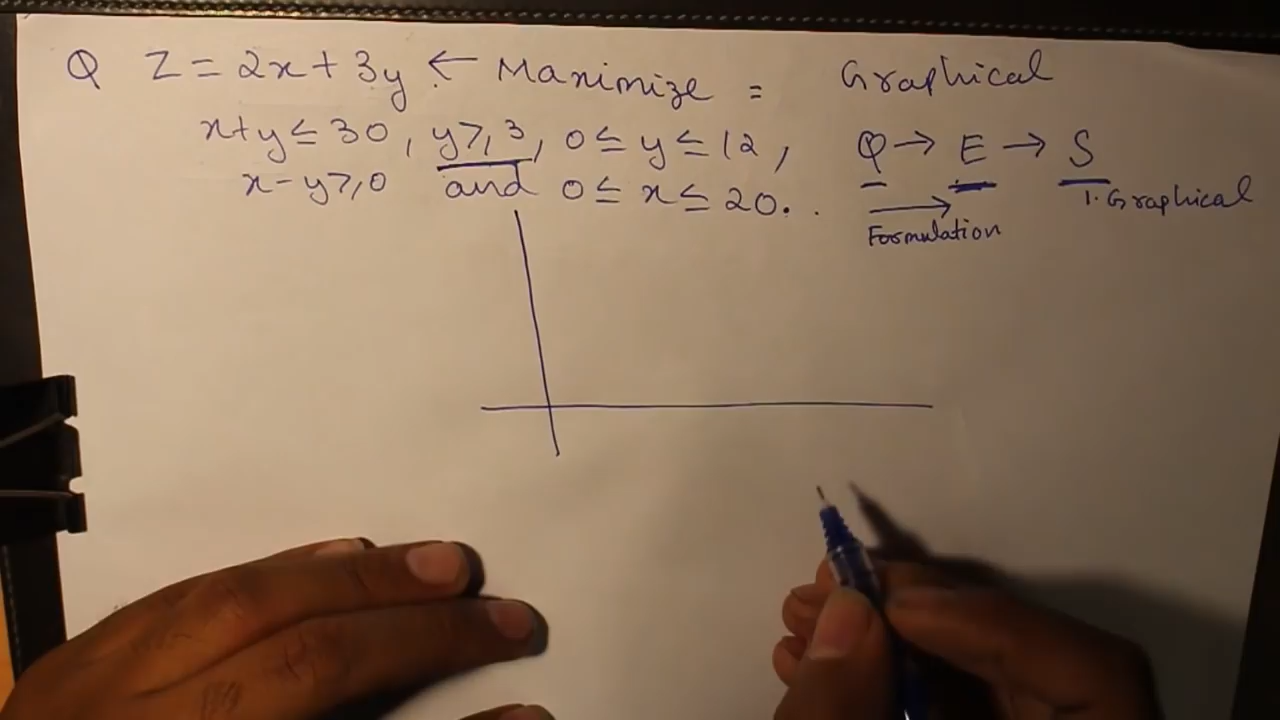 Q Z = 2x + 3y ← Maximize = Graphical
x+y ≤ 30, y ≥ 3, 0 ≤ y ≤ 12,
x - y ≥ 0 and 0 ≤ x ≤ 20. .
Q → E → S
1. Graphical
Formulation